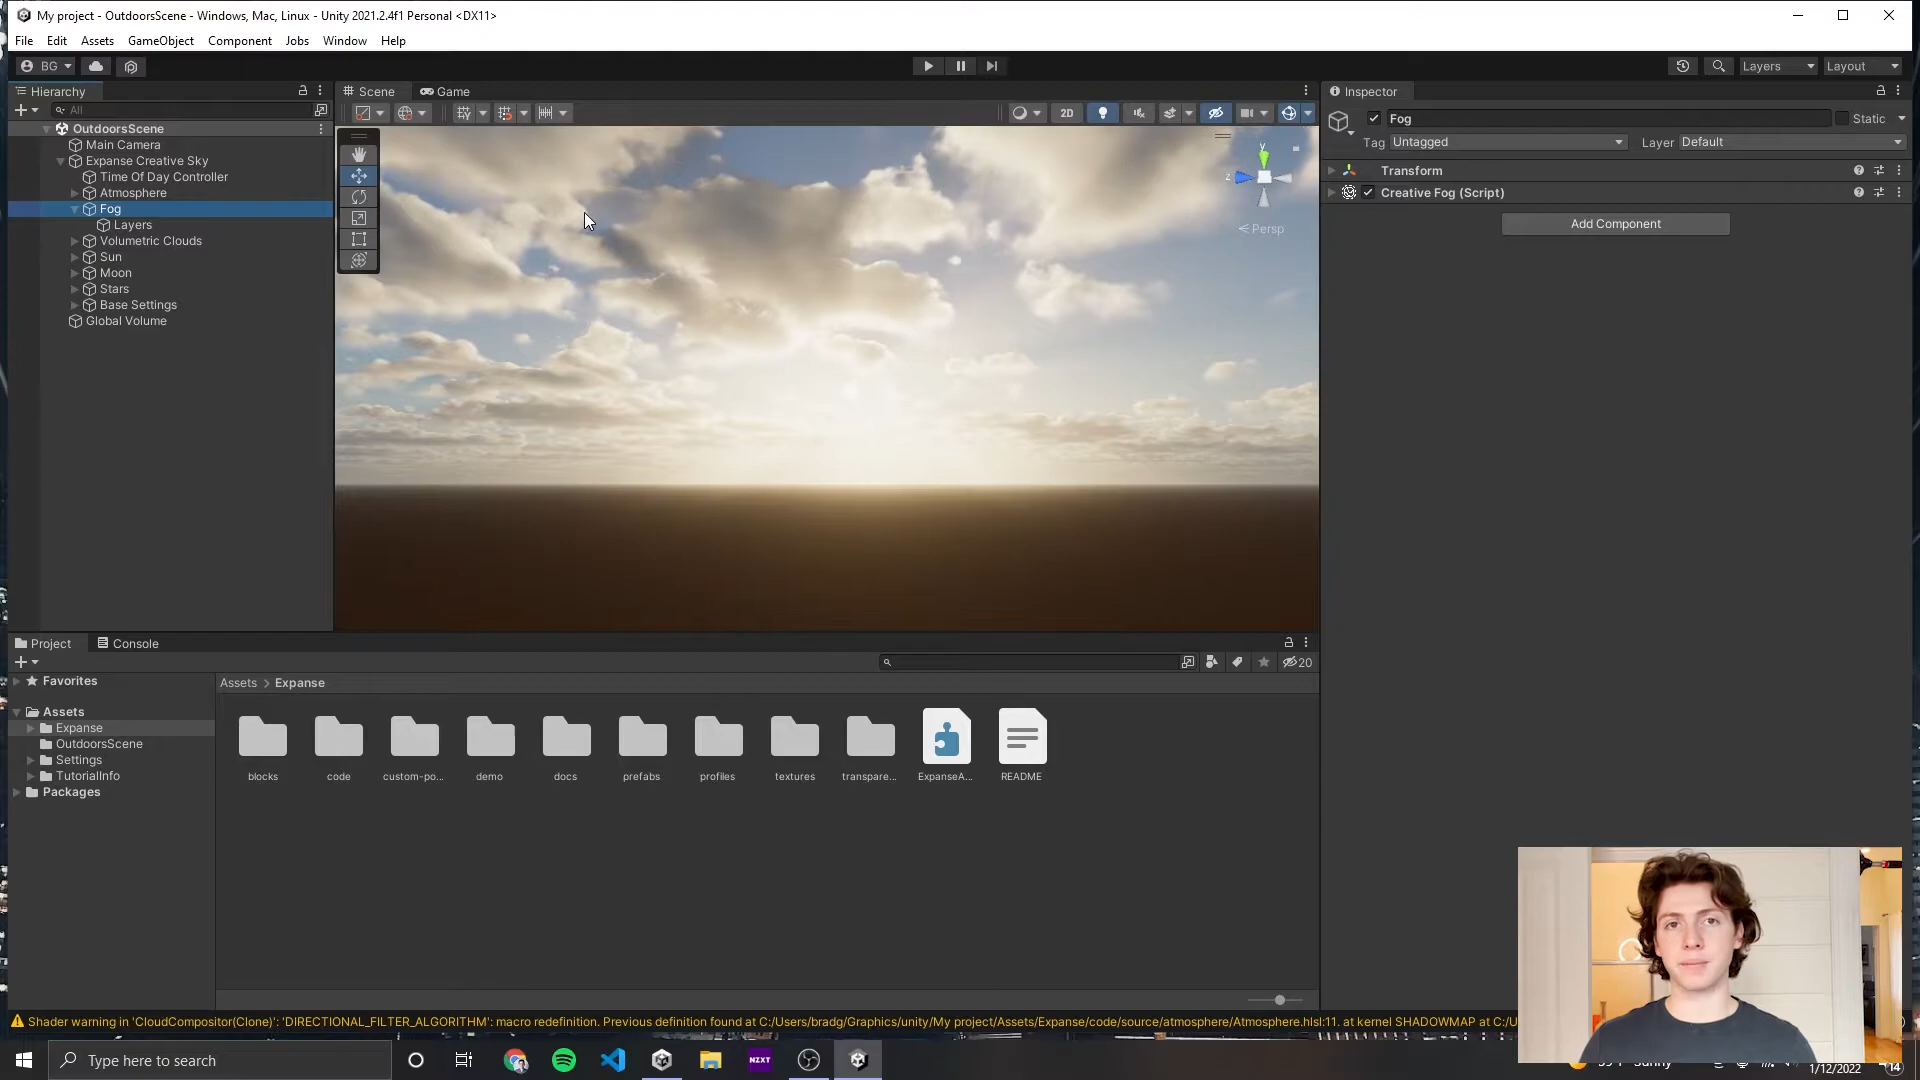 My project - OutdoorsScene - Windows, Mac, Linux - Unity 2021.2.4f1 Personal <DX11>
File Edit Assets GameObject Component Jobs Window Help
BG
Layers Layout
Hierarchy
All
OutdoorsScene
Main Camera
Expanse Creative Sky
Time Of Day Controller
Atmosphere
Fog
Layers
Volumetric Clouds
Sun
Moon
Stars
Base Settings
Global Volume
Scene Game
2D
y
z
Persp
Inspector
Fog
Static
Tag Untagged Layer Default
Transform
Creative Fog (Script)
Add Component
Project Console
20
Favorites
Assets
Expanse
OutdoorsScene
Settings
TutorialInfo
Packages
Assets > Expanse
blocks code custom-po... demo docs prefabs profiles textures transpare... ExpanseA... README
Shader warning in 'CloudCompositor(Clone)': 'DIRECTIONAL_FILTER_ALGORITHM': macro redefinition. Previous definition found at C:/Users/bradg/Graphics/unity/My project/Assets/Expanse/code/source/atmosphere/Atmosphere.hlsl:11. at kernel SHADOWMAP at C:/U
Type here to search
NZXT
Sunny
1/12/2022
14